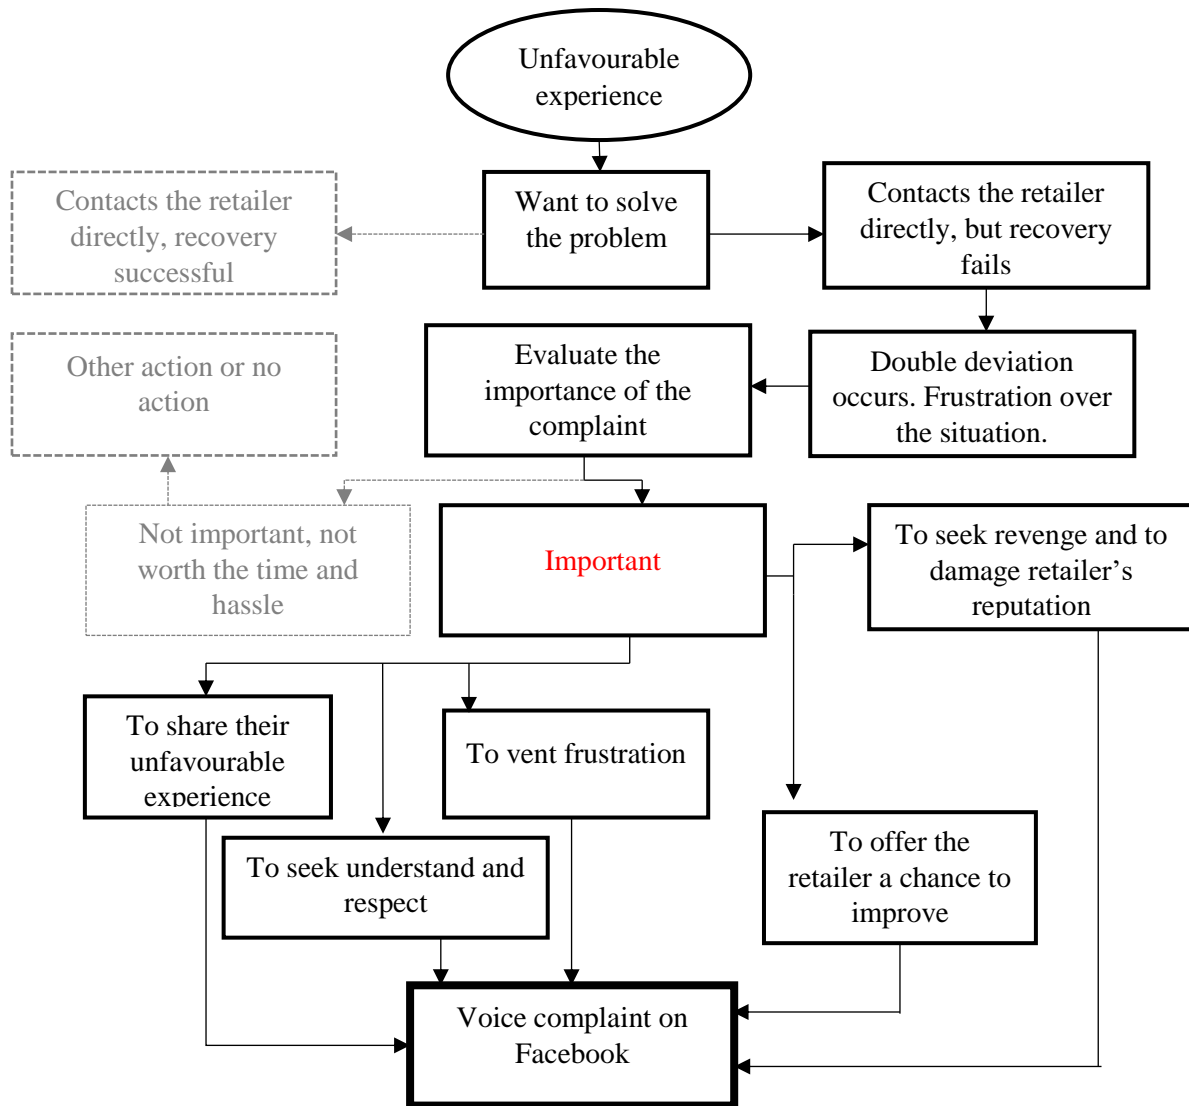 Unfavourable
experience
Contacts the retailer
directly, recovery
successful
Want to solve
the problem
Contacts the retailer
directly, but recovery
fails
Other action or no
action
Evaluate the
importance of the
complaint
Double deviation
occurs. Frustration over
the situation.
Not important, not
worth the time and
hassle
Important
To seek revenge and to
damage retailer’s
reputation
To share their
unfavourable
experience
To vent frustration
To seek understand and
respect
To offer the
retailer a chance to
improve
Voice complaint on
Facebook